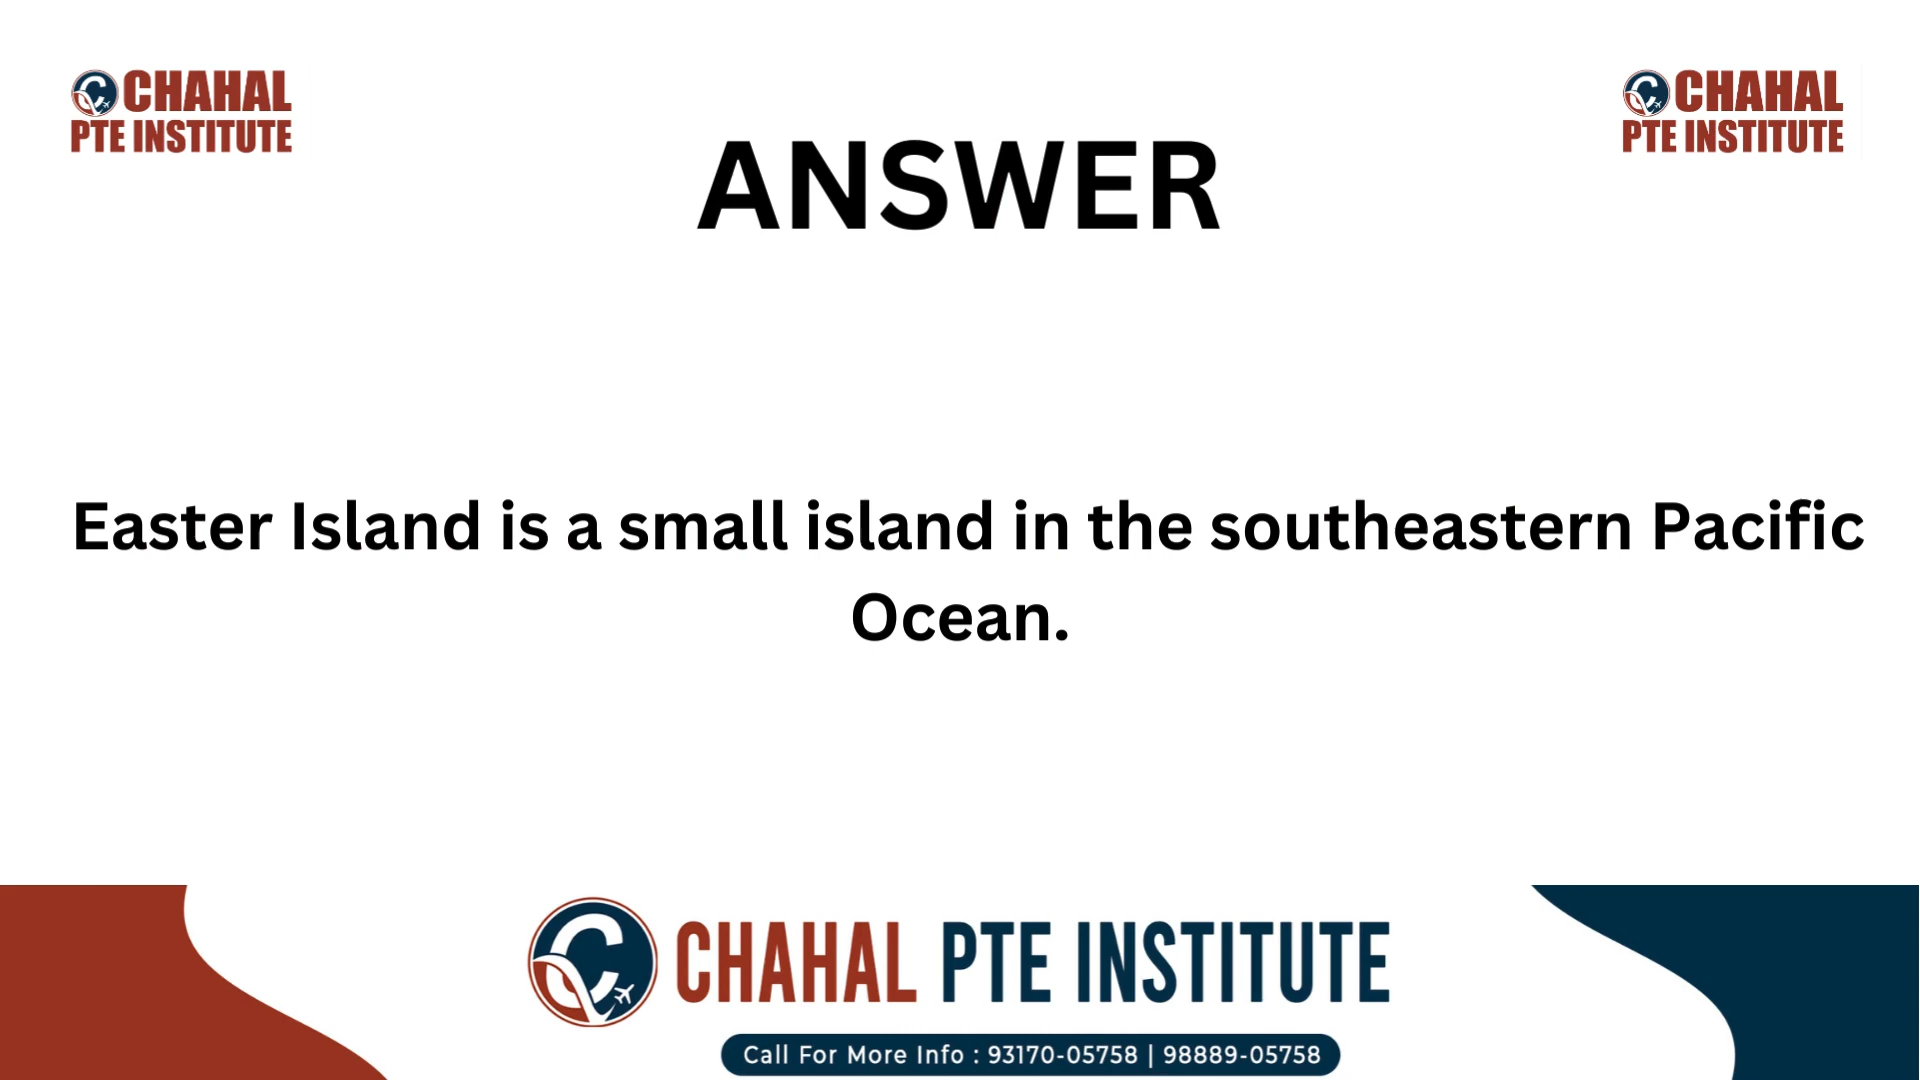 CHAHAL
PTE INSTITUTE
CHAHAL
PTE INSTITUTE
ANSWER
Easter Island is a small island in the southeastern Pacific
Ocean.
CHAHAL PTE INSTITUTE
Call For More Info : 93170-05758 | 98889-05758